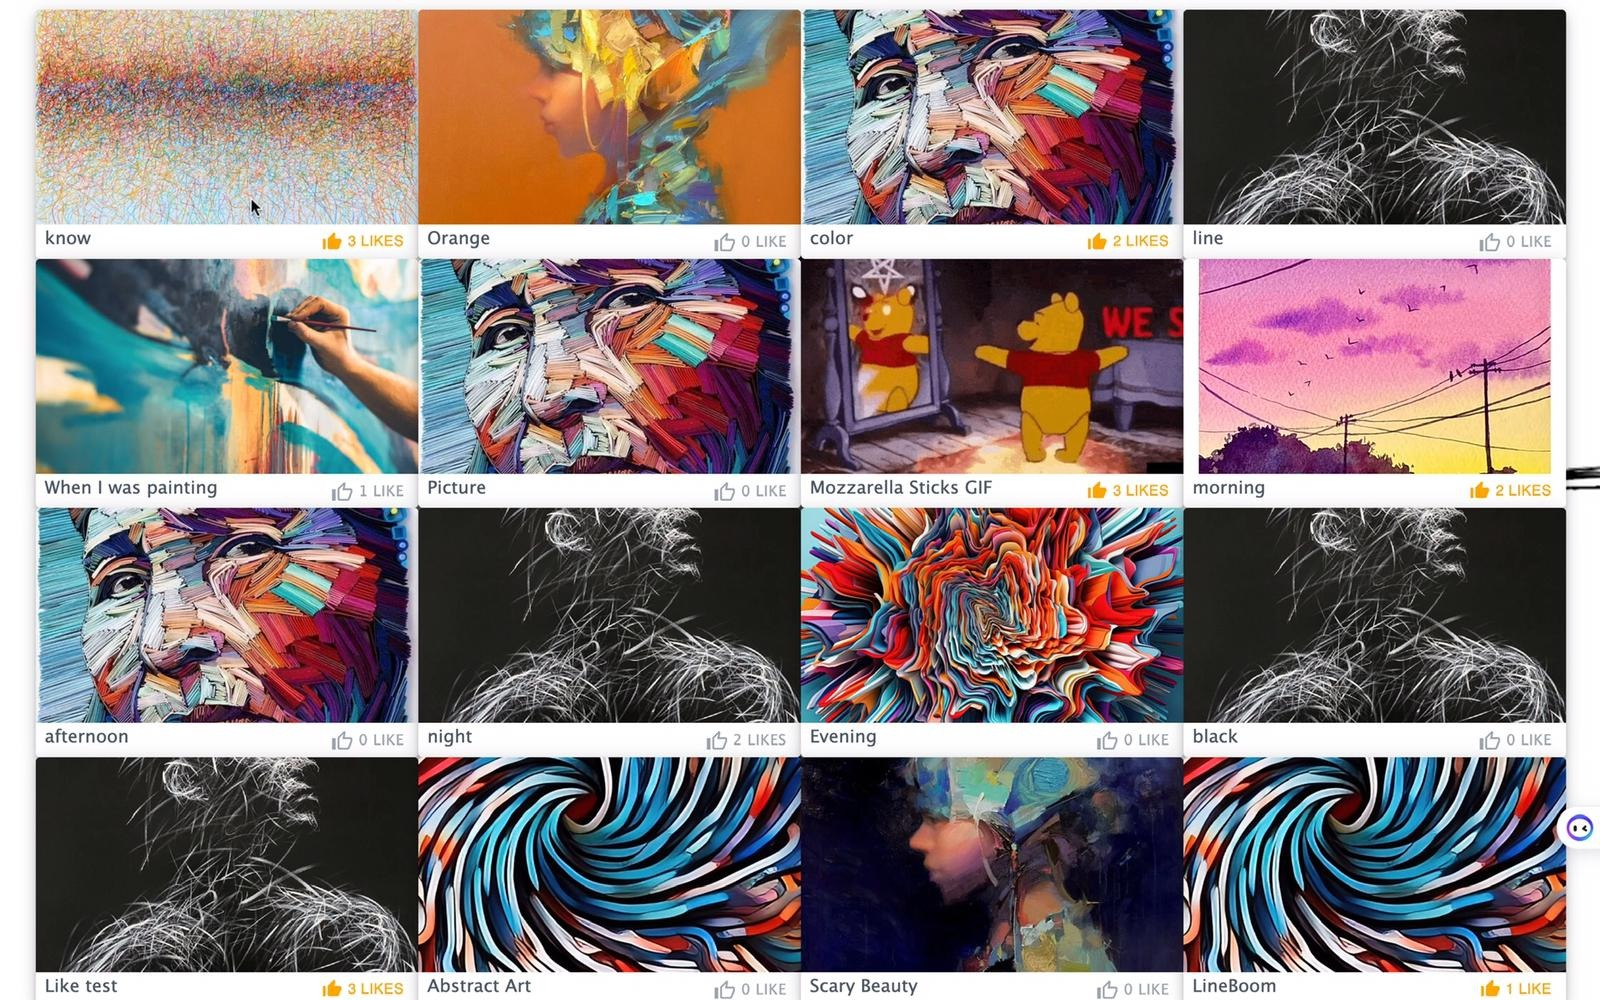 know 3 LIKES
Orange 0 LIKE
color 2 LIKES
line 0 LIKE
WE S
When I was painting 1 LIKE
Picture 0 LIKE
Mozzarella Sticks GIF 3 LIKES
morning 2 LIKES
afternoon 0 LIKE
night 2 LIKES
Evening 0 LIKE
black 0 LIKE
Like test 3 LIKES
Abstract Art 0 LIKE
Scary Beauty 0 LIKE
LineBoom 1 LIKE